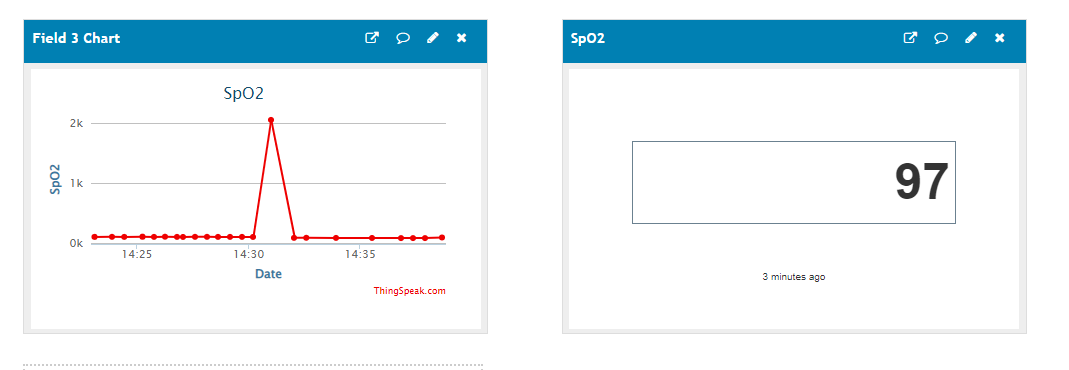 Field 3 Chart
SpO2
2k
1k
0k
SpO2
14:25 14:30 14:35
Date
ThingSpeak.com
SpO2
97
3 minutes ago